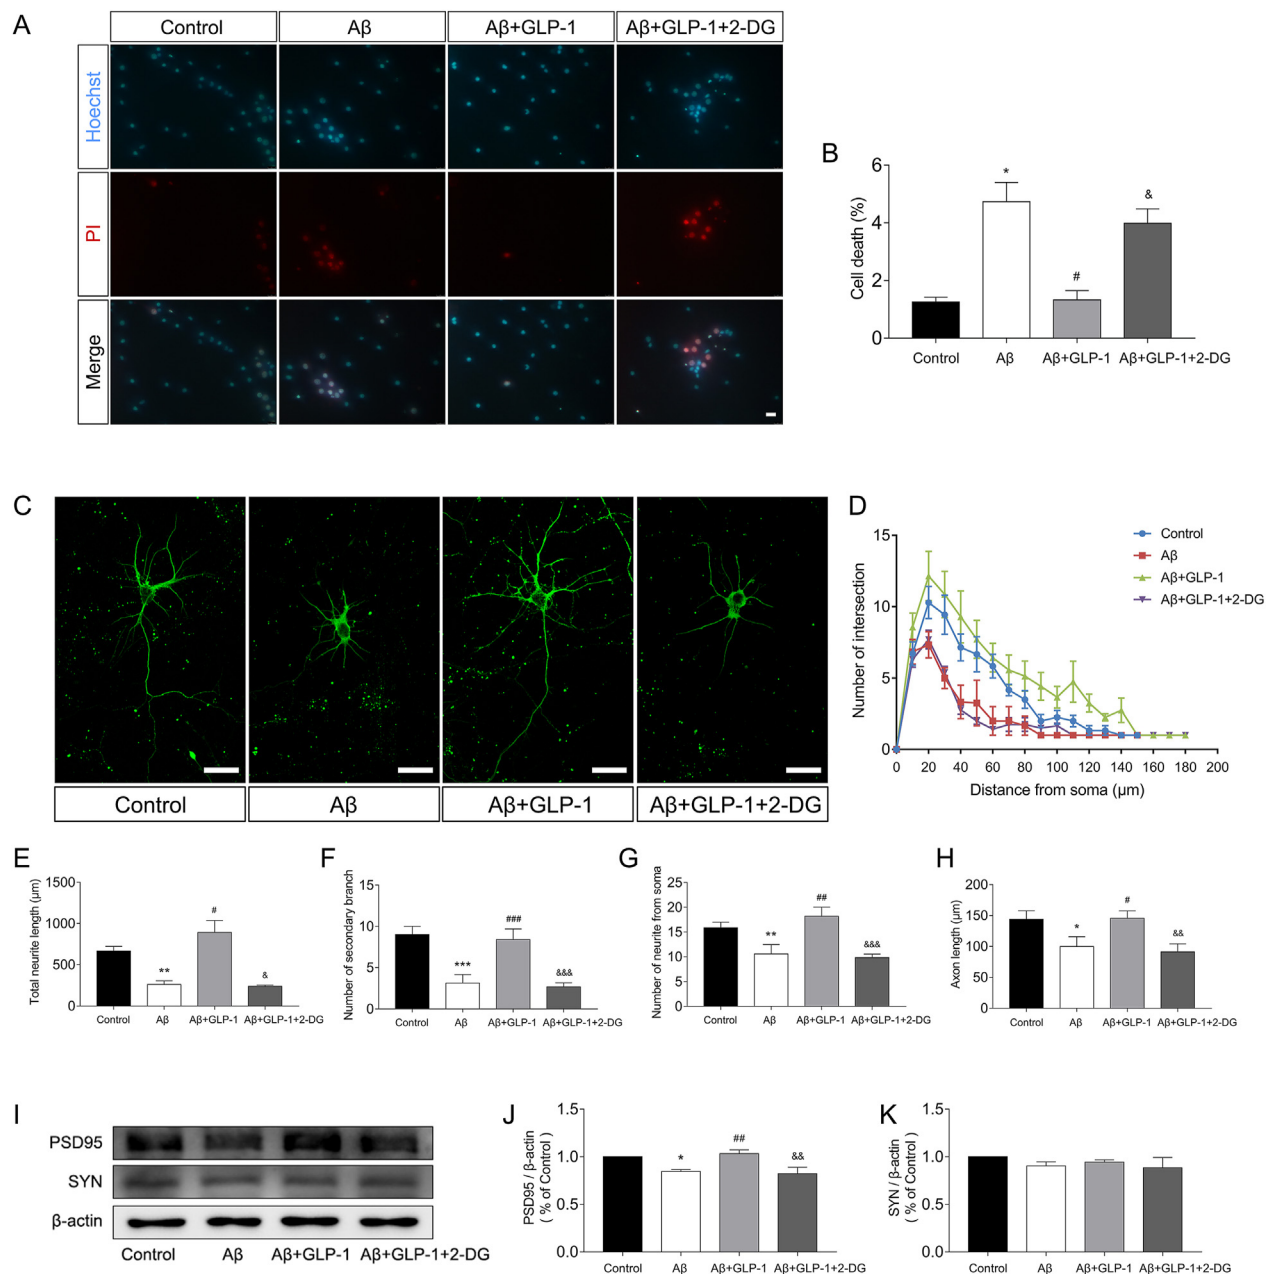 A
Control
Aβ
Aβ+GLP-1
Aβ+GLP-1+2-DG
Hoechst
PI
Merge
B
Cell death (%)
6
4
2
0
*
#
&
Control
Aβ
Aβ+GLP-1
Aβ+GLP-1+2-DG
C
Control
Aβ
Aβ+GLP-1
Aβ+GLP-1+2-DG
D
Number of intersection
15
10
5
0
0
20
40
60
80
100
120
140
160
180
200
Distance from soma (μm)
Control
Aβ
Aβ+GLP-1
Aβ+GLP-1+2-DG
E
Total neurite length (μm)
1500
1000
500
0
**
#
&
Control
Aβ
Aβ+GLP-1
Aβ+GLP-1+2-DG
F
Number of secondary branch
15
10
5
0
***
###
&&&
Control
Aβ
Aβ+GLP-1
Aβ+GLP-1+2-DG
G
Number of neurite from soma
25
20
15
10
5
0
**
##
&&&
Control
Aβ
Aβ+GLP-1
Aβ+GLP-1+2-DG
H
Axon length (μm)
200
150
100
50
0
*
#
&&
Control
Aβ
Aβ+GLP-1
Aβ+GLP-1+2-DG
I
PSD95
SYN
β-actin
Control
Aβ
Aβ+GLP-1
Aβ+GLP-1+2-DG
J
PSD95 / β-actin
( % of Control )
1.5
1.0
0.5
0.0
*
##
&&
Control
Aβ
Aβ+GLP-1
Aβ+GLP-1+2-DG
K
SYN / β-actin
( % of Control )
1.5
1.0
0.5
0.0
Control
Aβ
Aβ+GLP-1
Aβ+GLP-1+2-DG